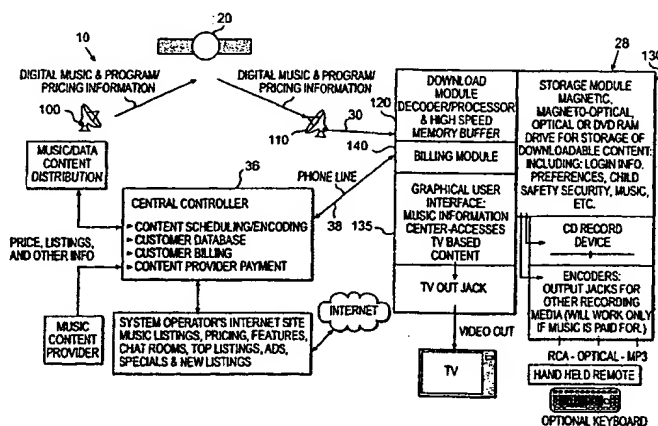 10
20
DIGITAL MUSIC & PROGRAM/
PRICING INFORMATION
DIGITAL MUSIC & PROGRAM/
PRICING INFORMATION
100
110
30
MUSIC/DATA
CONTENT
DISTRIBUTION
36
PHONE LINE
38
CENTRAL CONTROLLER
CONTENT SCHEDULING/ENCODING
CUSTOMER DATABASE
CUSTOMER BILLING
CONTENT PROVIDER PAYMENT
PRICE, LISTINGS,
AND OTHER INFO
MUSIC
CONTENT
PROVIDER
SYSTEM OPERATOR'S INTERNET SITE
MUSIC LISTINGS, PRICING, FEATURES,
CHAT ROOMS, TOP LISTINGS, ADS,
SPECIALS & NEW LISTINGS
INTERNET
120
140
135
DOWNLOAD
MODULE
DECODER/PROCESSOR
& HIGH SPEED
MEMORY BUFFER
BILLING MODULE
GRAPHICAL USER
INTERFACE:
MUSIC INFORMATION
CENTER-ACCESSES
TV BASED
CONTENT
TV OUT JACK
VIDEO OUT
TV
28
130
STORAGE MODULE
MAGNETIC,
MAGNETO-OPTICAL,
OPTICAL OR DVD RAM
DRIVE FOR STORAGE OF
DOWNLOADABLE CONTENT:
INCLUDING: LOGIN INFO.
PREFERENCES, CHILD
SAFETY SECURITY, MUSIC,
ETC.
CD RECORD
DEVICE
ENCODERS:
OUTPUT JACKS FOR
OTHER RECORDING
MEDIA (WILL WORK ONLY
IF MUSIC IS PAID FOR.)
RCA - OPTICAL - MP3
HAND HELD REMOTE
OPTIONAL KEYBOARD